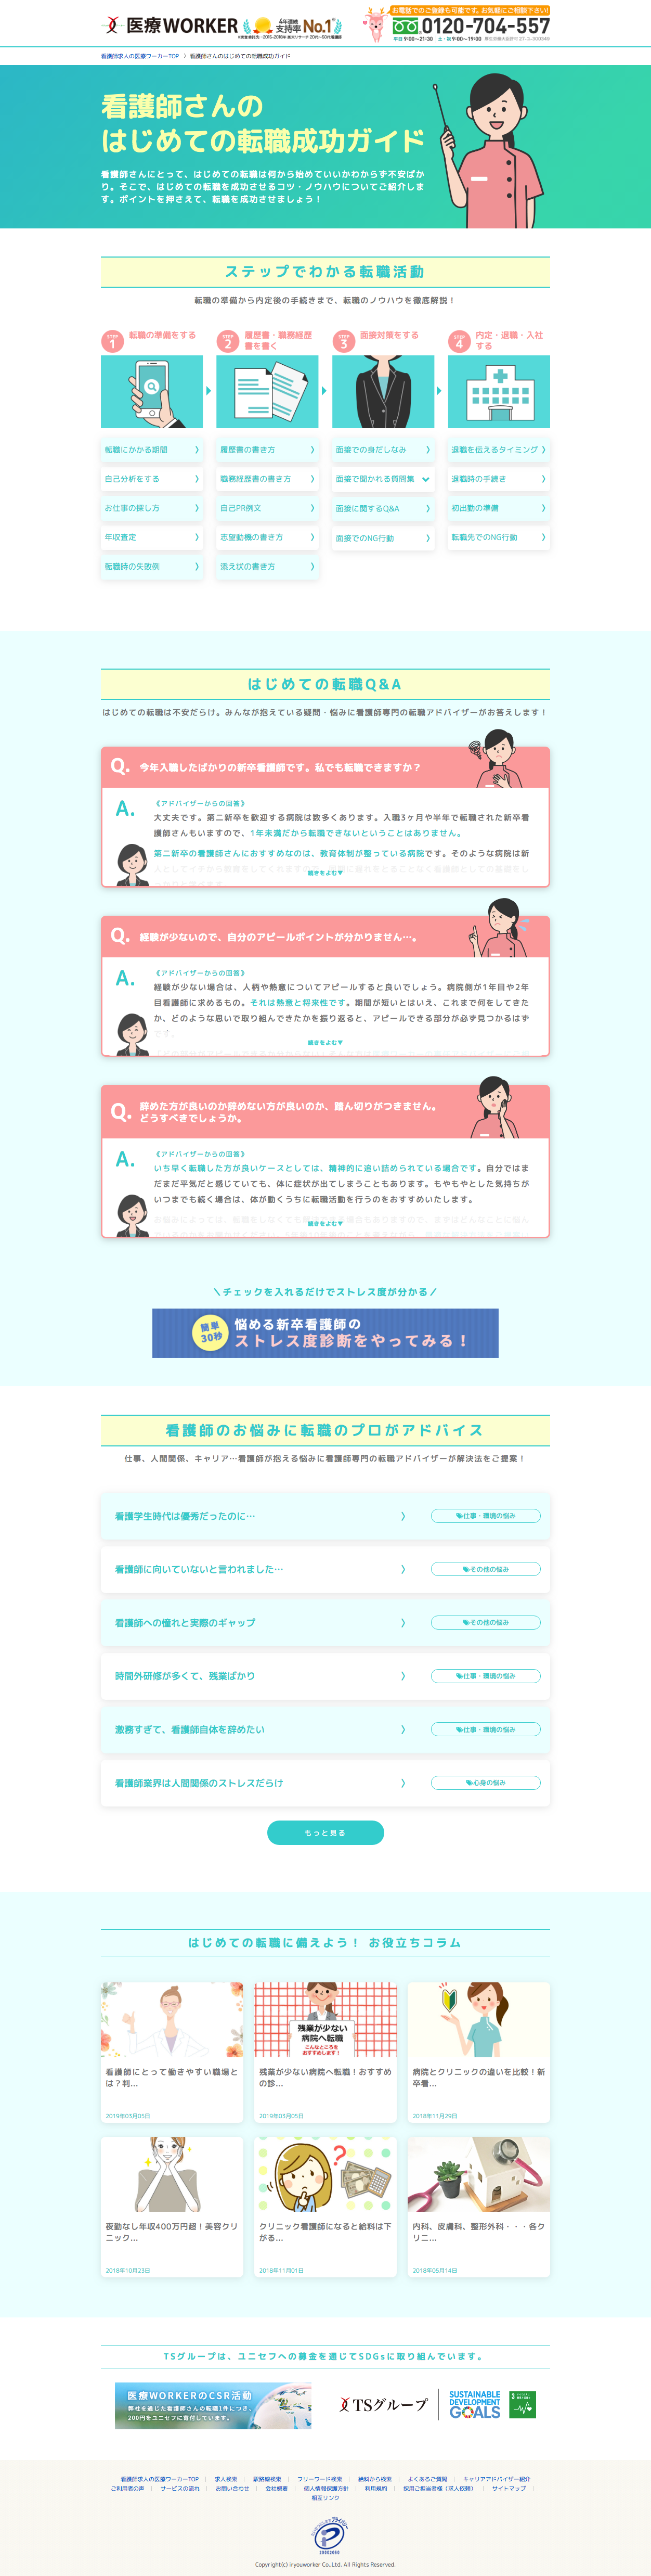 医療WORKER
4年連続
支持率No.1
お電話でのご登録も可能です。お気軽にご相談下さい!
0120-704-557
平日 9:00〜21:30 土・祝 9:00〜19:00
看護師求人の医療ワーカーTOP 看護師さんのはじめての転職成功ガイド
看護師さんの
はじめての転職成功ガイド
看護師さんにとって、はじめての転職は何から始めていいかわからず不安ばか
り。そこで、はじめての転職を成功させるコツ・ノウハウについてご紹介しま
す。ポイントを押さえて、転職を成功させましょう！
ステップでわかる転職活動
転職の準備から内定後の手続きまで、転職のノウハウを徹底解説！
STEP 1 転職の準備をする
転職にかかる期間
自己分析をする
お仕事の探し方
年収査定
転職時の失敗例
STEP 2 履歴書・職務経歴
書を書く
履歴書の書き方
職務経歴書の書き方
自己PR例文
志望動機の書き方
添え状の書き方
STEP 3 面接対策をする
面接での身だしなみ
面接で聞かれる質問集
面接に関するQ&A
面接でのNG行動
STEP 4 内定・退職・入社
する
退職を伝えるタイミング
退職時の手続き
初出勤の準備
転職先でのNG行動
はじめての転職Q&A
はじめての転職は不安だらけ。みんなが抱えている疑問・悩みに看護師専門の転職アドバイザーがお答えします！
Q. 今年入職したばかりの新卒看護師です。私でも転職できますか？
A. 《アドバイザーからの回答》
大丈夫です。第二新卒を歓迎する病院は数多くあります。入職3ヶ月や半年で転職された新卒看
護師さんもいますので、1年未満だから転職できないということはありません。
第二新卒の看護師さんにおすすめなのは、教育体制が整っている病院です。そのような病院は新
続きをよむ▼
Q. 経験が少ないので、自分のアピールポイントが分かりません…。
A. 《アドバイザーからの回答》
経験が少ない場合は、人柄や熱意についてアピールすると良いでしょう。病院側が1年目や2年
目看護師に求めるもの。それは熱意と将来性です。期間が短いとはいえ、これまで何をしてきた
か、どのような思いで取り組んできたかを振り返ると、アピールできる部分が必ず見つかるはず
です。
続きをよむ▼
Q. 辞めた方が良いのか辞めない方が良いのか、踏ん切りがつきません。
どうすべきでしょうか。
A. 《アドバイザーからの回答》
いち早く転職した方が良いケースとしては、精神的に追い詰められている場合です。自分ではま
だまだ平気だと感じていても、体に症状が出てしまうこともあります。もやもやとした気持ちが
いつまでも続く場合は、体が動くうちに転職活動を行うのをおすすめいたします。
続きをよむ▼
＼チェックを入れるだけでストレス度が分かる／
簡単
30秒
悩める新卒看護師の
ストレス度診断をやってみる！
看護師のお悩みに転職のプロがアドバイス
仕事、人間関係、キャリア…看護師が抱える悩みに看護師専門の転職アドバイザーが解決法をご提案！
看護学生時代は優秀だったのに… 仕事・環境の悩み
看護師に向いていないと言われました… その他の悩み
看護師への憧れと実際のギャップ その他の悩み
時間外研修が多くて、残業ばかり 仕事・環境の悩み
激務すぎて、看護師自体を辞めたい 仕事・環境の悩み
看護師業界は人間関係のストレスだらけ 心身の悩み
もっと見る
はじめての転職に備えよう！ お役立ちコラム
看護師にとって働きやすい職場と
は？判...
2019年03月05日
残業が少ない
病院へ転職
こんなところを
おすすめします！
残業が少ない病院へ転職！おすすめ
の診...
2019年03月05日
病院とクリニックの違いを比較！新
卒看...
2018年11月29日
夜勤なし年収400万円超！美容クリ
ニック...
2018年10月23日
クリニック看護師になると給料は下
がる...
2018年11月01日
内科、皮膚科、整形外科・・・各ク
リニ...
2018年05月14日
TSグループは、ユニセフへの募金を通じてSDGsに取り組んでいます。
医療WORKERのCSR活動
弊社を通じた看護師さんの転職1件につき、
200円をユニセフに寄付しています。
TSグループ
SUSTAINABLE
DEVELOPMENT
GOALS
看護師求人の医療ワーカーTOP 求人検索 駅路線検索 フリーワード検索 給料から検索 よくあるご質問 キャリアアドバイザー紹介
ご利用者の声 サービスの流れ お問い合わせ 会社概要 個人情報保護方針 利用規約 採用ご担当者様（求人依頼） サイトマップ
相互リンク
Copyright(c) iryouworker Co.,Ltd. All Rights Reserved.